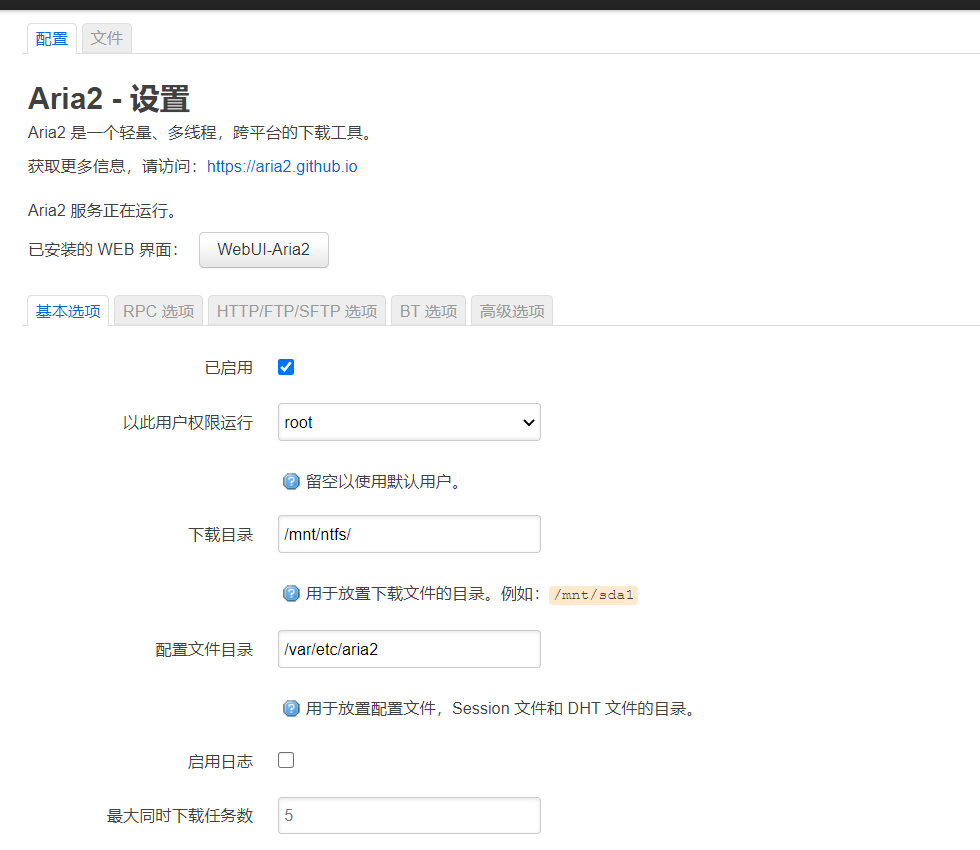 配置 文件
Aria2 - 设置
Aria2 是一个轻量、多线程，跨平台的下载工具。
获取更多信息，请访问：https://aria2.github.io
Aria2 服务正在运行。
已安装的 WEB 界面： WebUI-Aria2
基本选项 RPC 选项 HTTP/FTP/SFTP 选项 BT 选项 高级选项
已启用
以此用户权限运行 root
留空以使用默认用户。
下载目录 /mnt/ntfs/
用于放置下载文件的目录。例如： /mnt/sda1
配置文件目录 /var/etc/aria2
用于放置配置文件，Session 文件和 DHT 文件的目录。
启用日志
最大同时下载任务数 5